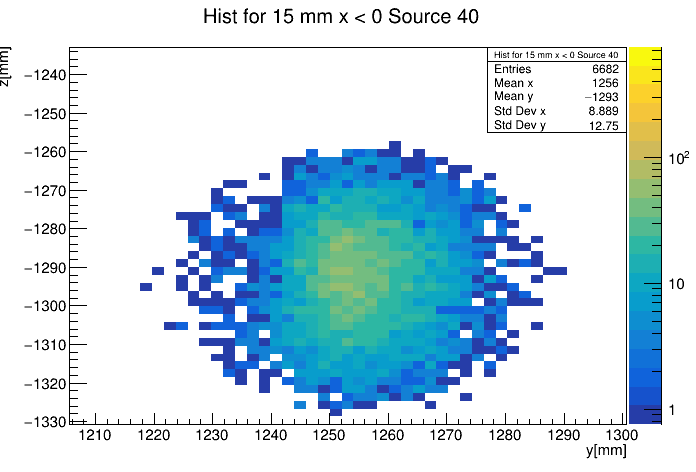 Hist for 15 mm x < 0 Source 40
z[mm]
Hist for 15 mm x < 0 Source 40
Entries 6682
Mean x 1256
Mean y −1293
Std Dev x 8.889
Std Dev y 12.75
−1240
−1250
−1260
−1270
−1280
−1290
−1300
−1310
−1320
−1330
10²
10
1
1210 1220 1230 1240 1250 1260 1270 1280 1290 1300
y[mm]